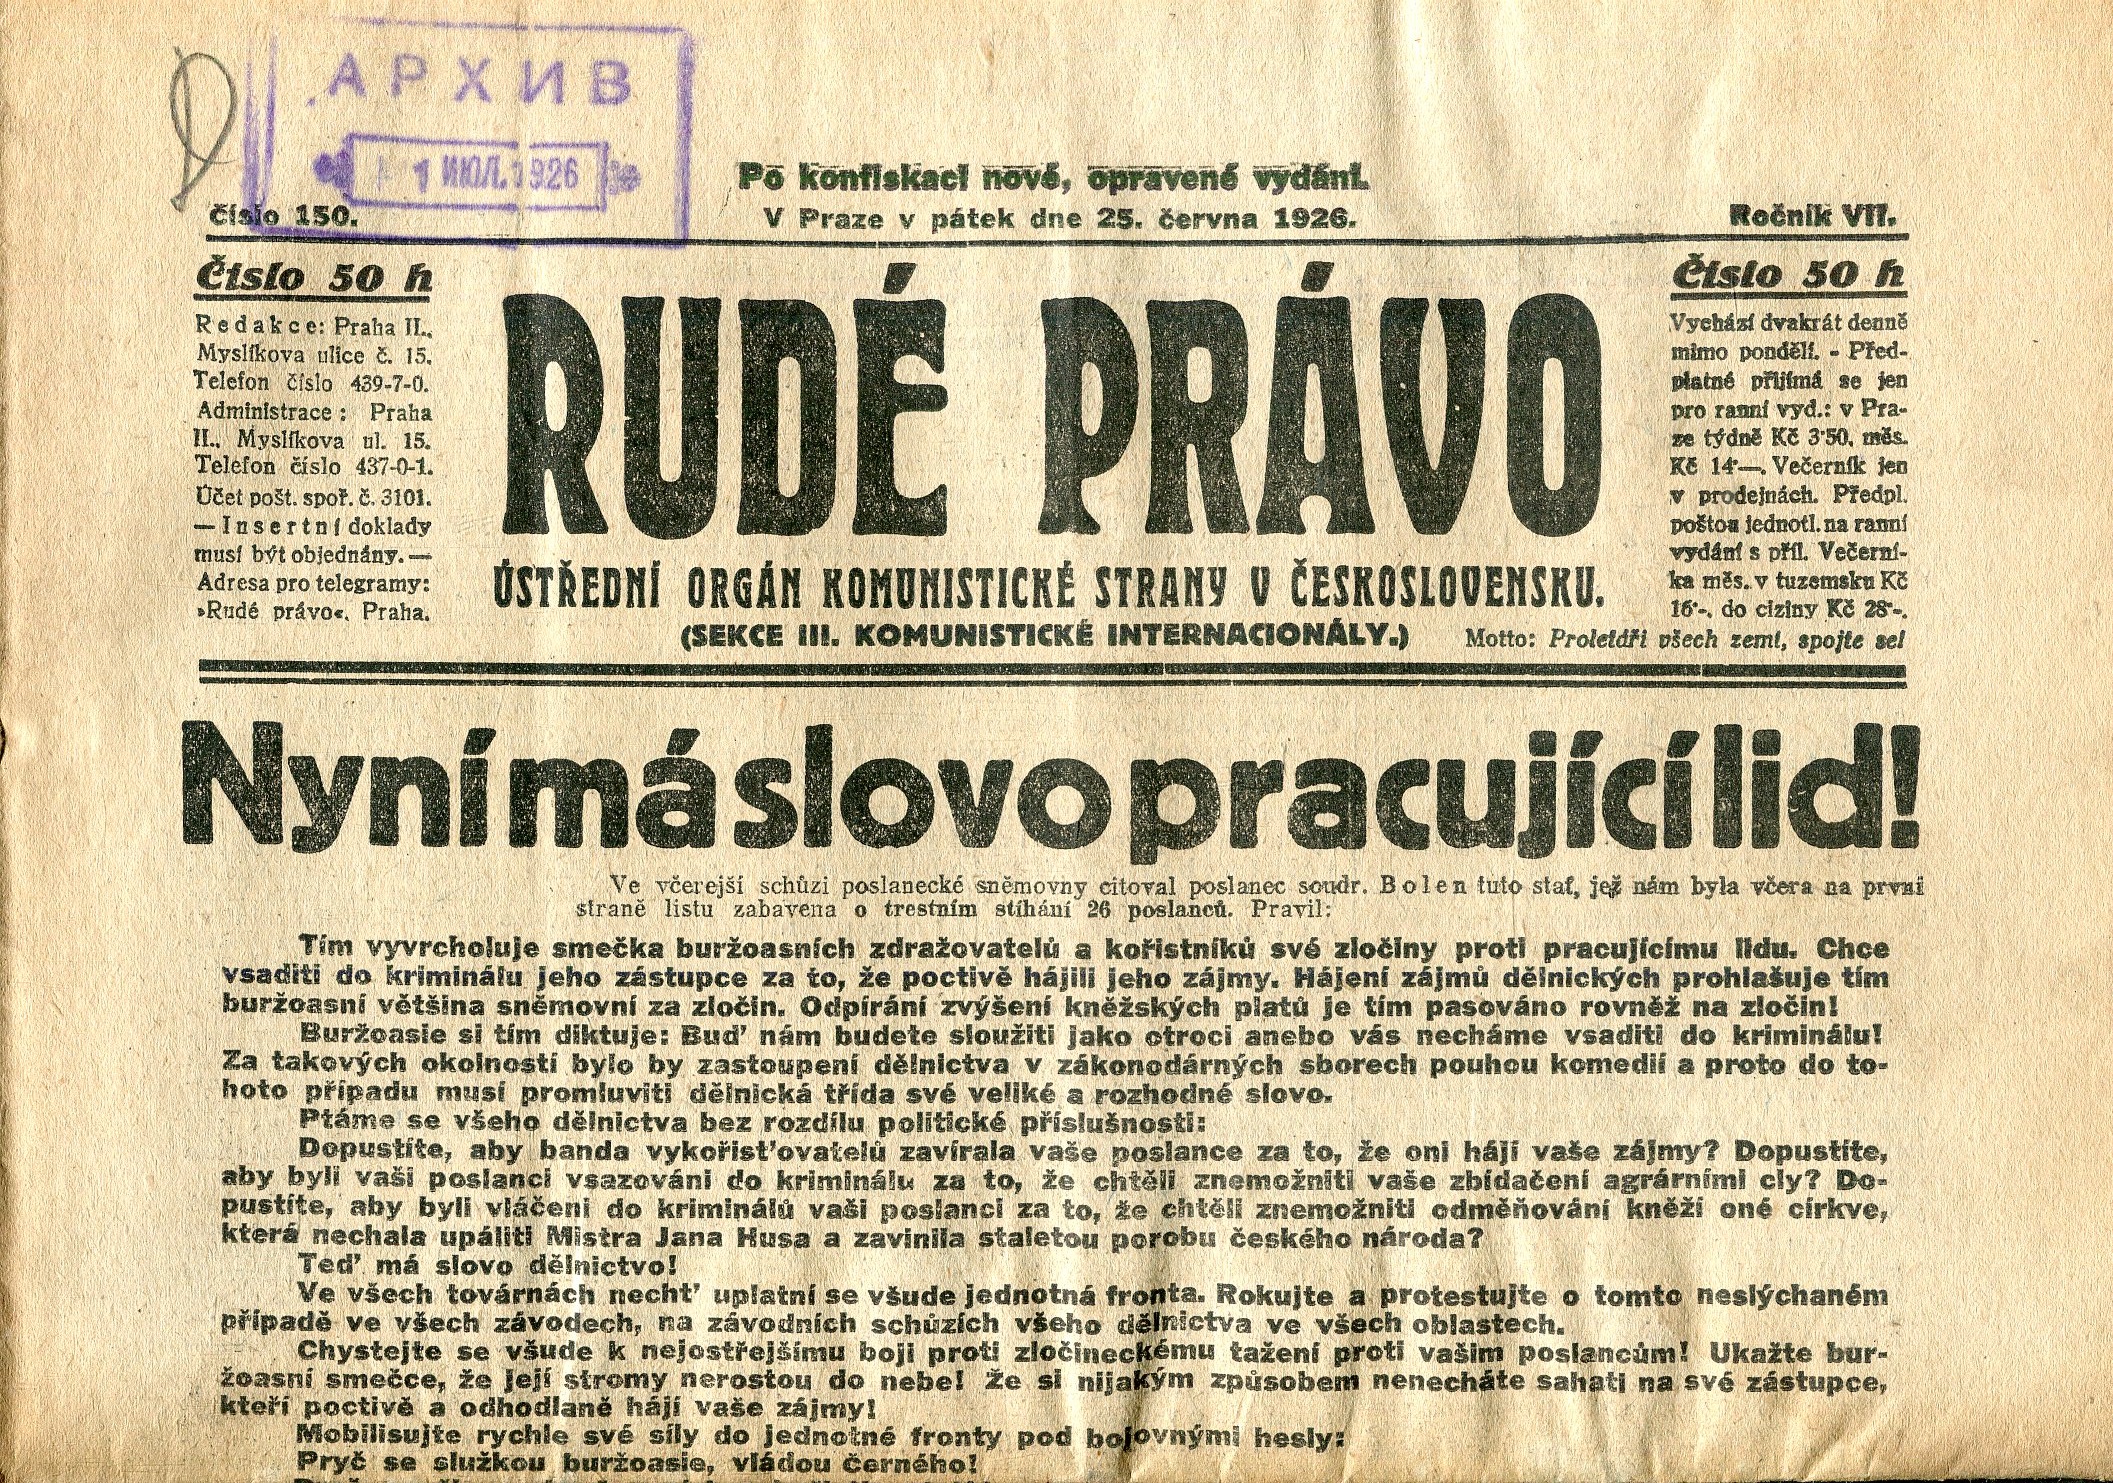 АРХИВ
1 ИЮЛ. 1926
Po konfiskaci nové, opravené vydání.
Číslo 150.
V Praze v pátek dne 25. června 1926.
Ročník VII.
Číslo 50 h
Redakce: Praha II.,
Myslíkova ulice č. 15.
Telefon číslo 439-7-0.
Administrace: Praha
II., Myslíkova ul. 15.
Telefon číslo 437-0-1.
Účet pošt. spoř. č. 3101.
— Insertní doklady
musí být objednány. —
Adresa pro telegramy:
»Rudé právo«, Praha.
RUDÉ PRÁVO
ÚSTŘEDNÍ ORGÁN KOMUNISTICKÉ STRANY V ČESKOSLOVENSKU.
(SEKCE III. KOMUNISTICKÉ INTERNACIONÁLY.)
Číslo 50 h
Vychází dvakrát denně
mimo pondělí. - Před-
platné přijímá se jen
pro ranní vyd.: v Pra-
ze týdně Kč 3·50, měs.
Kč 14·—. Večerník jen
v prodejnách. Předpl.
poštou jednotl. na ranní
vydání s příl. Večerní-
ka měs. v tuzemsku Kč
16·-, do ciziny Kč 28·-.
Motto: Proletáři všech zemí, spojte se!
Nyní má slovo pracující lid!
Ve včerejší schůzi poslanecké sněmovny citoval poslanec soudr. Bolen tuto stať, jež nám byla včera na první
straně listu zabavena o trestním stíhání 26 poslanců. Pravil:
Tím vyvrcholuje smečka buržoasních zdražovatelů a kořistníků své zločiny proti pracujícímu lidu. Chce
vsaditi do kriminálu jeho zástupce za to, že poctivě hájili jeho zájmy. Hájení zájmů dělnických prohlašuje tím
buržoasní většina sněmovní za zločin. Odpírání zvýšení kněžských platů je tím pasováno rovněž na zločin!
Buržoasie si tím diktuje: Buď nám budete sloužiti jako otroci anebo vás necháme vsaditi do kriminálu!
Za takových okolností bylo by zastoupení dělnictva v zákonodárných sborech pouhou komedií a proto do to-
hoto případu musí promluviti dělnická třída své veliké a rozhodné slovo.
Ptáme se všeho dělnictva bez rozdílu politické příslušnosti:
Dopustíte, aby banda vykořisťovatelů zavírala vaše poslance za to, že oni hájí vaše zájmy? Dopustíte,
aby byli vaši poslanci vsazováni do kriminálu za to, že chtěli znemožniti vaše zbídačení agrárními cly? Do-
pustíte, aby byli vláčeni do kriminálů vaši poslanci za to, že chtěli znemožniti odměňování kněží oné církve,
která nechala upáliti Mistra Jana Husa a zavinila staletou porobu českého národa?
Teď má slovo dělnictvo!
Ve všech továrnách nechť uplatní se všude jednotná fronta. Rokujte a protestujte o tomto neslýchaném
případě ve všech závodech, na závodních schůzích všeho dělnictva ve všech oblastech.
Chystejte se všude k nejostřejšímu boji proti zločineckému tažení proti vašim poslancům! Ukažte bur-
žoasní smečce, že její stromy nerostou do nebe! Že si nijakým způsobem nenecháte sahati na své zástupce,
kteří poctivě a odhodlaně hájí vaše zájmy!
Mobilisujte rychle své síly do jednotné fronty pod bojovnými hesly:
Pryč se služkou buržoasie, vládou černého!